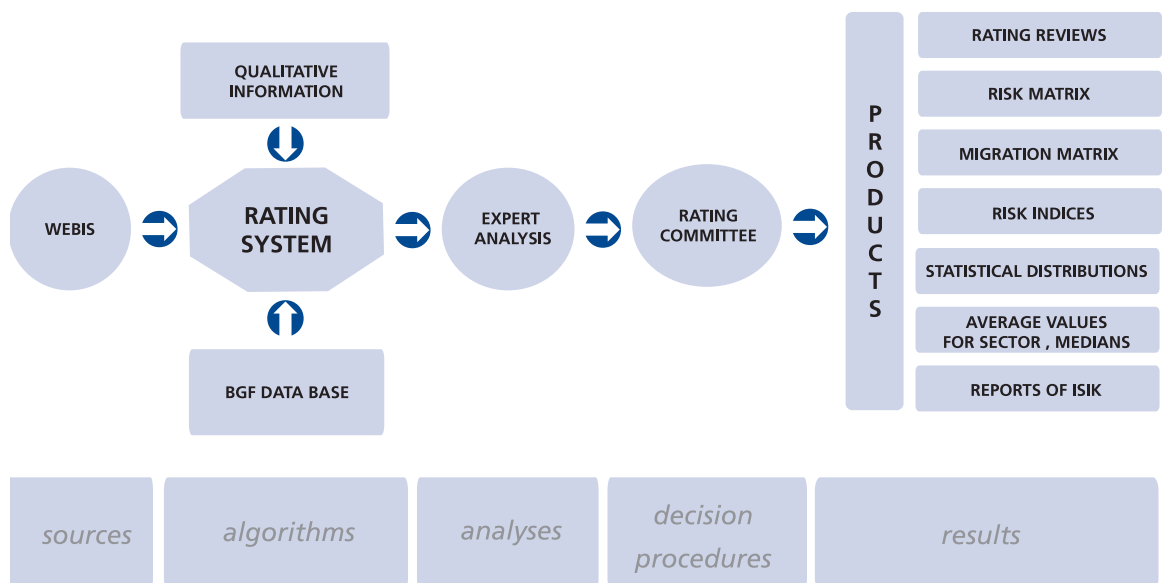 QUALITATIVE
INFORMATION
WEBIS
RATING
SYSTEM
EXPERT
ANALYSIS
RATING
COMMITTEE
BGF DATA BASE
PRODUCTS
RATING REVIEWS
RISK MATRIX
MIGRATION MATRIX
RISK INDICES
STATISTICAL DISTRIBUTIONS
AVERAGE VALUES
FOR SECTOR , MEDIANS
REPORTS OF ISIK
sources
algorithms
analyses
decision
procedures
results